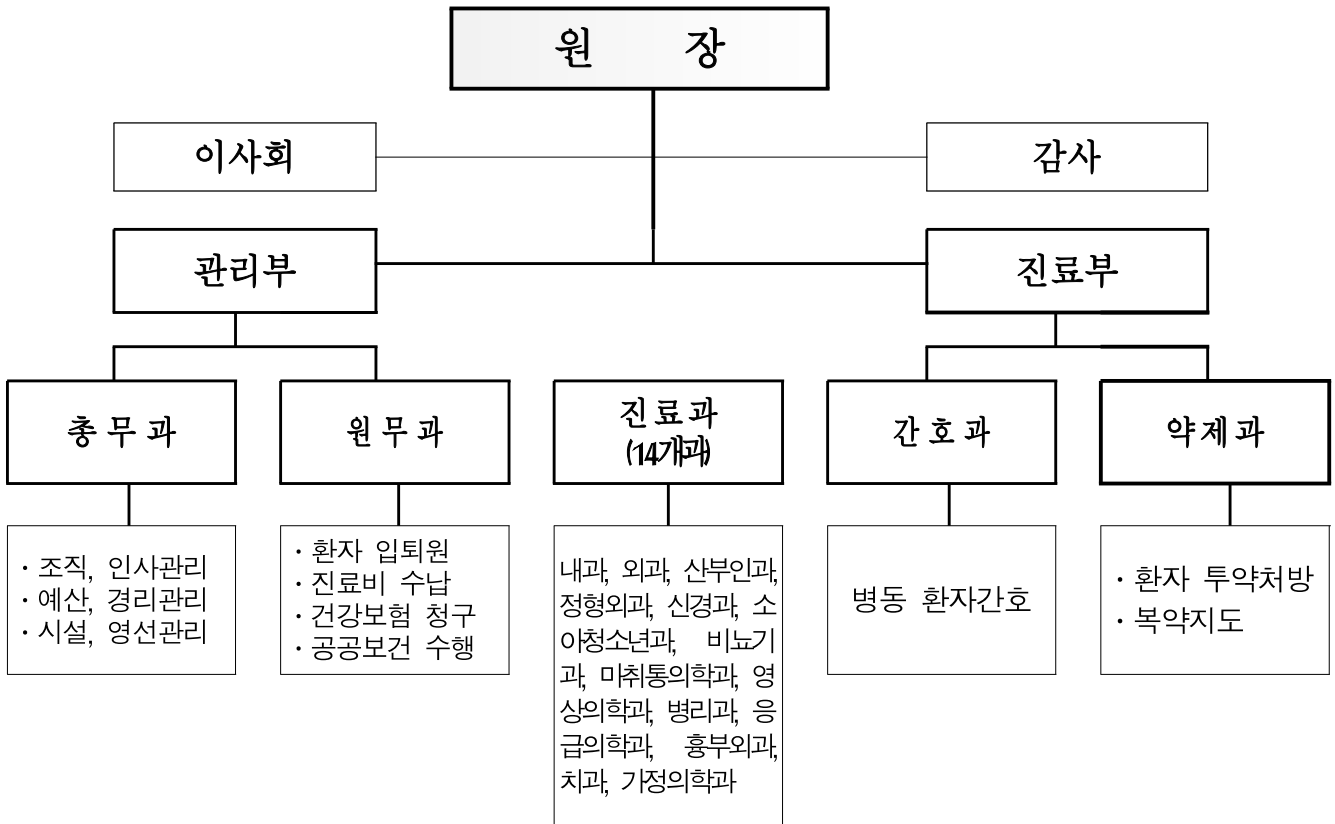 원 장
이사회
감사
관리부
진료부
총무과
원무과
진료과
(14개과)
간호과
약제과
· 조직, 인사관리
· 예산, 경리관리
· 시설, 영선관리
· 환자 입퇴원
· 진료비 수납
· 건강보험 청구
· 공공보건 수행
내과, 외과, 산부인과,
정형외과, 신경과, 소
아청소년과, 비뇨기
과, 마취통의학과, 영
상의학과, 병리과, 응
급의학과, 흉부외과,
치과, 가정의학과
병동 환자간호
· 환자 투약처방
· 복약지도